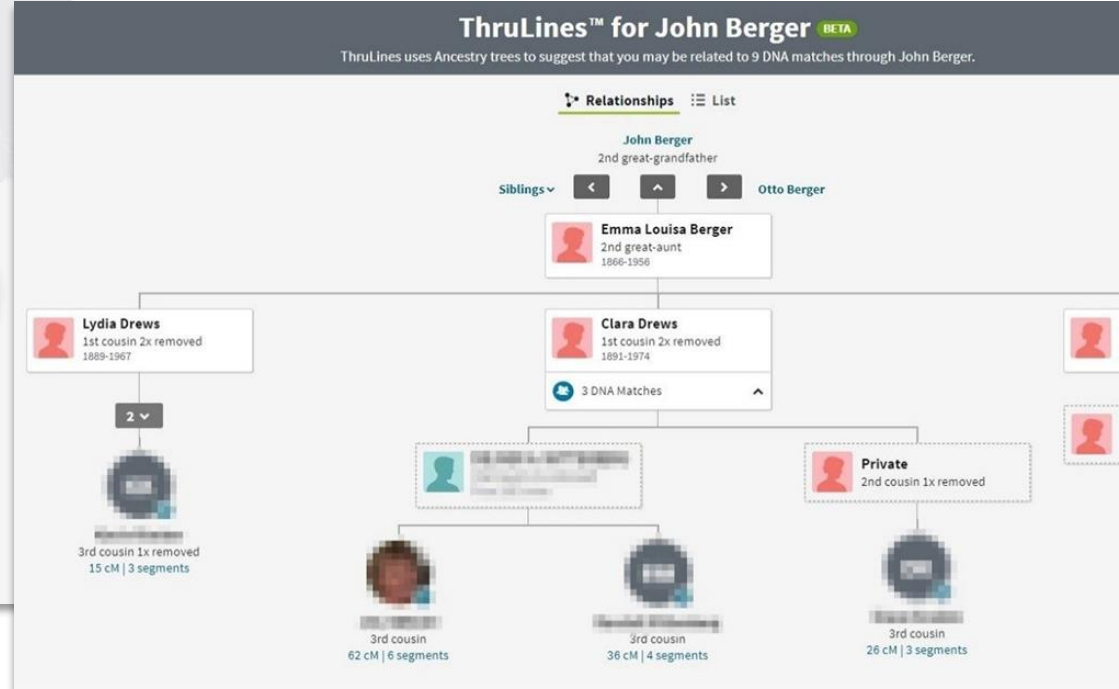 ThruLines™ for John Berger BETA
ThruLines uses Ancestry trees to suggest that you may be related to 9 DNA matches through John Berger.
Relationships List
John Berger
2nd great-grandfather
Siblings Otto Berger
Emma Louisa Berger
2nd great-aunt
1866-1956
Lydia Drews
1st cousin 2x removed
1889-1967
Clara Drews
1st cousin 2x removed
1891-1974
3 DNA Matches
2
Private
2nd cousin 1x removed
3rd cousin 1x removed
15 cM | 3 segments
3rd cousin
62 cM | 6 segments
3rd cousin
36 cM | 4 segments
3rd cousin
26 cM | 3 segments